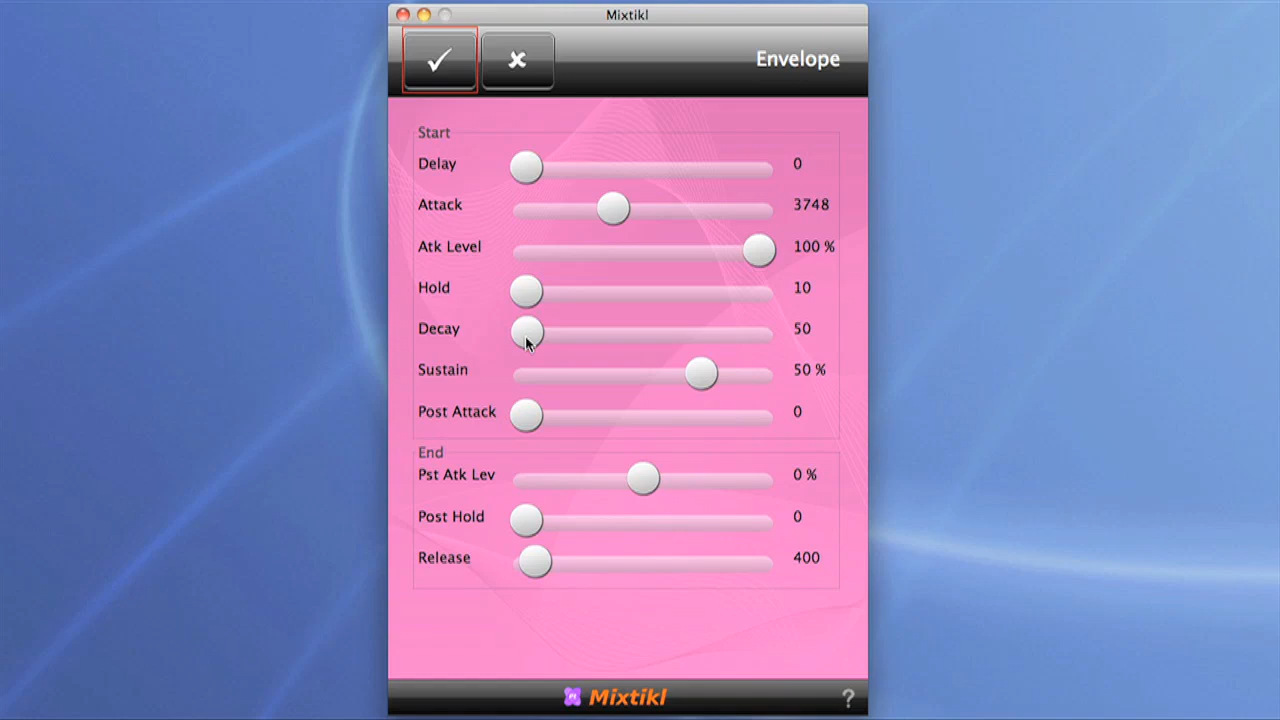 Mixtikl
Envelope
Start
Delay 0
Attack 3748
Atk Level 100 %
Hold 10
Decay 50
Sustain 50 %
Post Attack 0
End
Pst Atk Lev 0 %
Post Hold 0
Release 400
Mixtikl ?